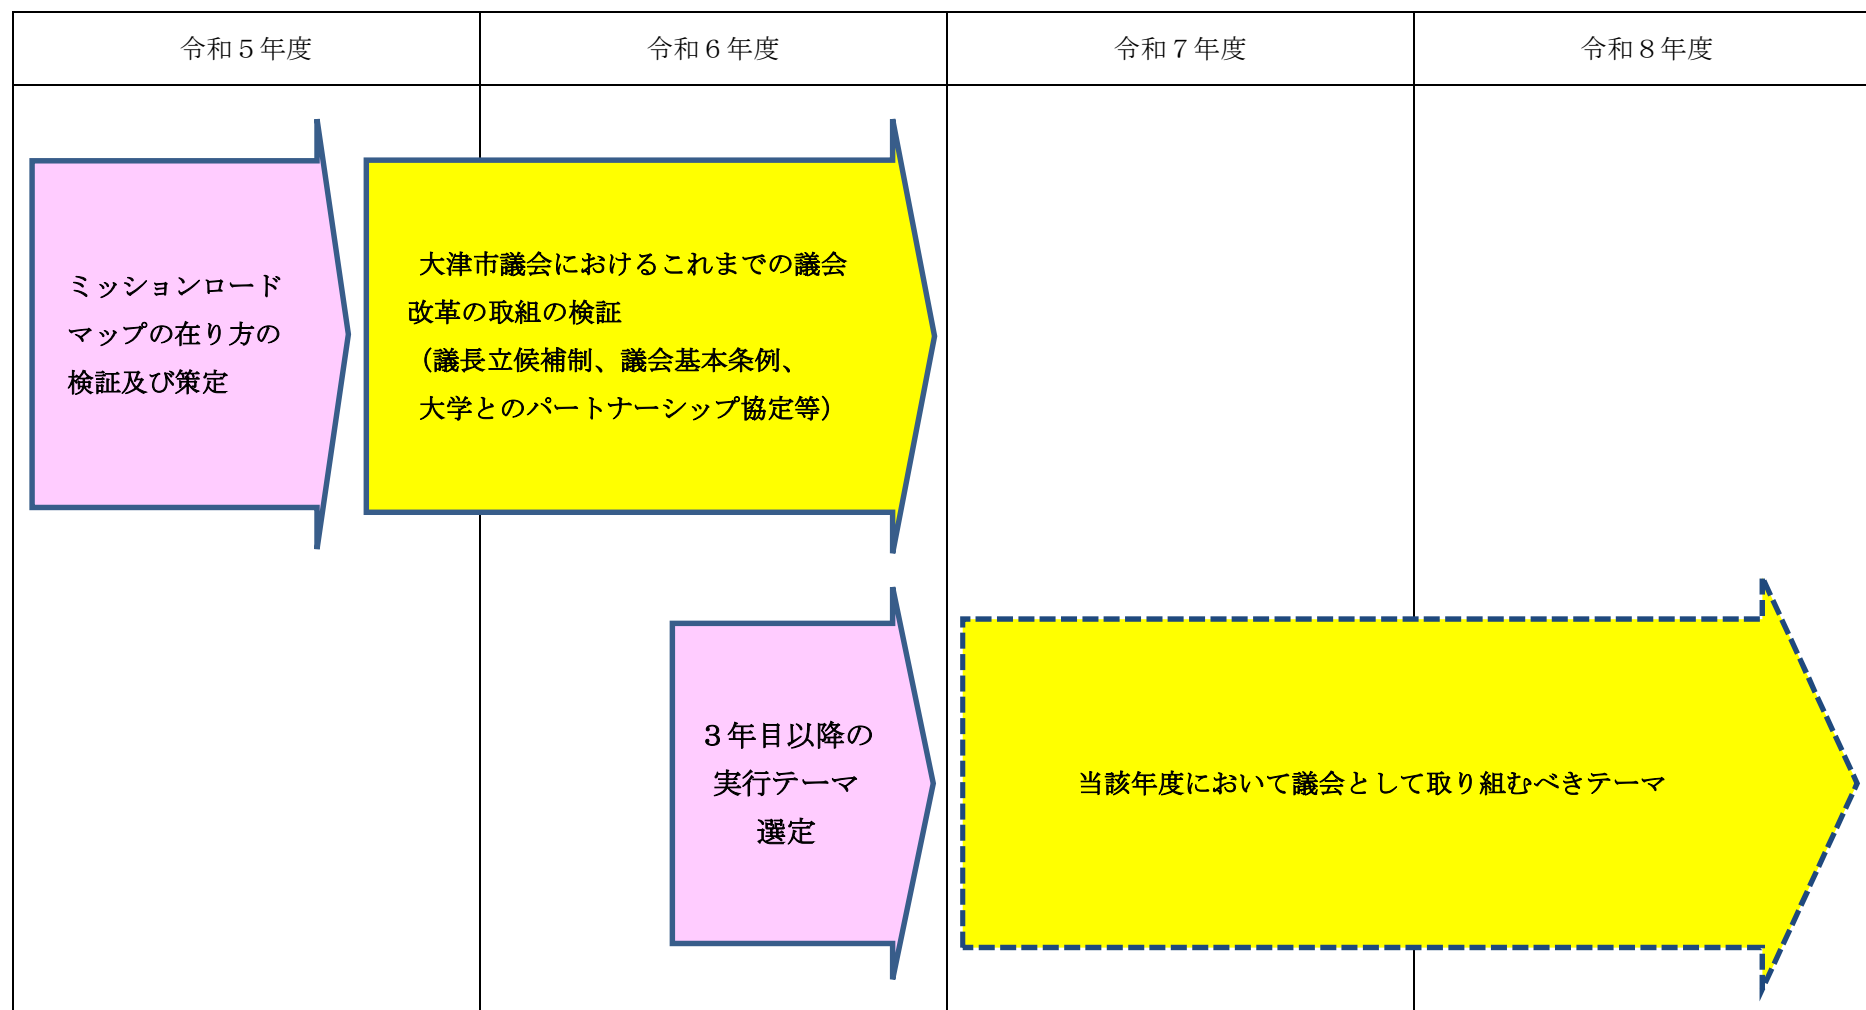 令和５年度
令和６年度
令和７年度
令和８年度
ミッションロード
マップの在り方の
検証及び策定
大津市議会におけるこれまでの議会
改革の取組の検証
（議長立候補制、議会基本条例、
大学とのパートナーシップ協定等）
３年目以降の
実行テーマ
選定
当該年度において議会として取り組むべきテーマ